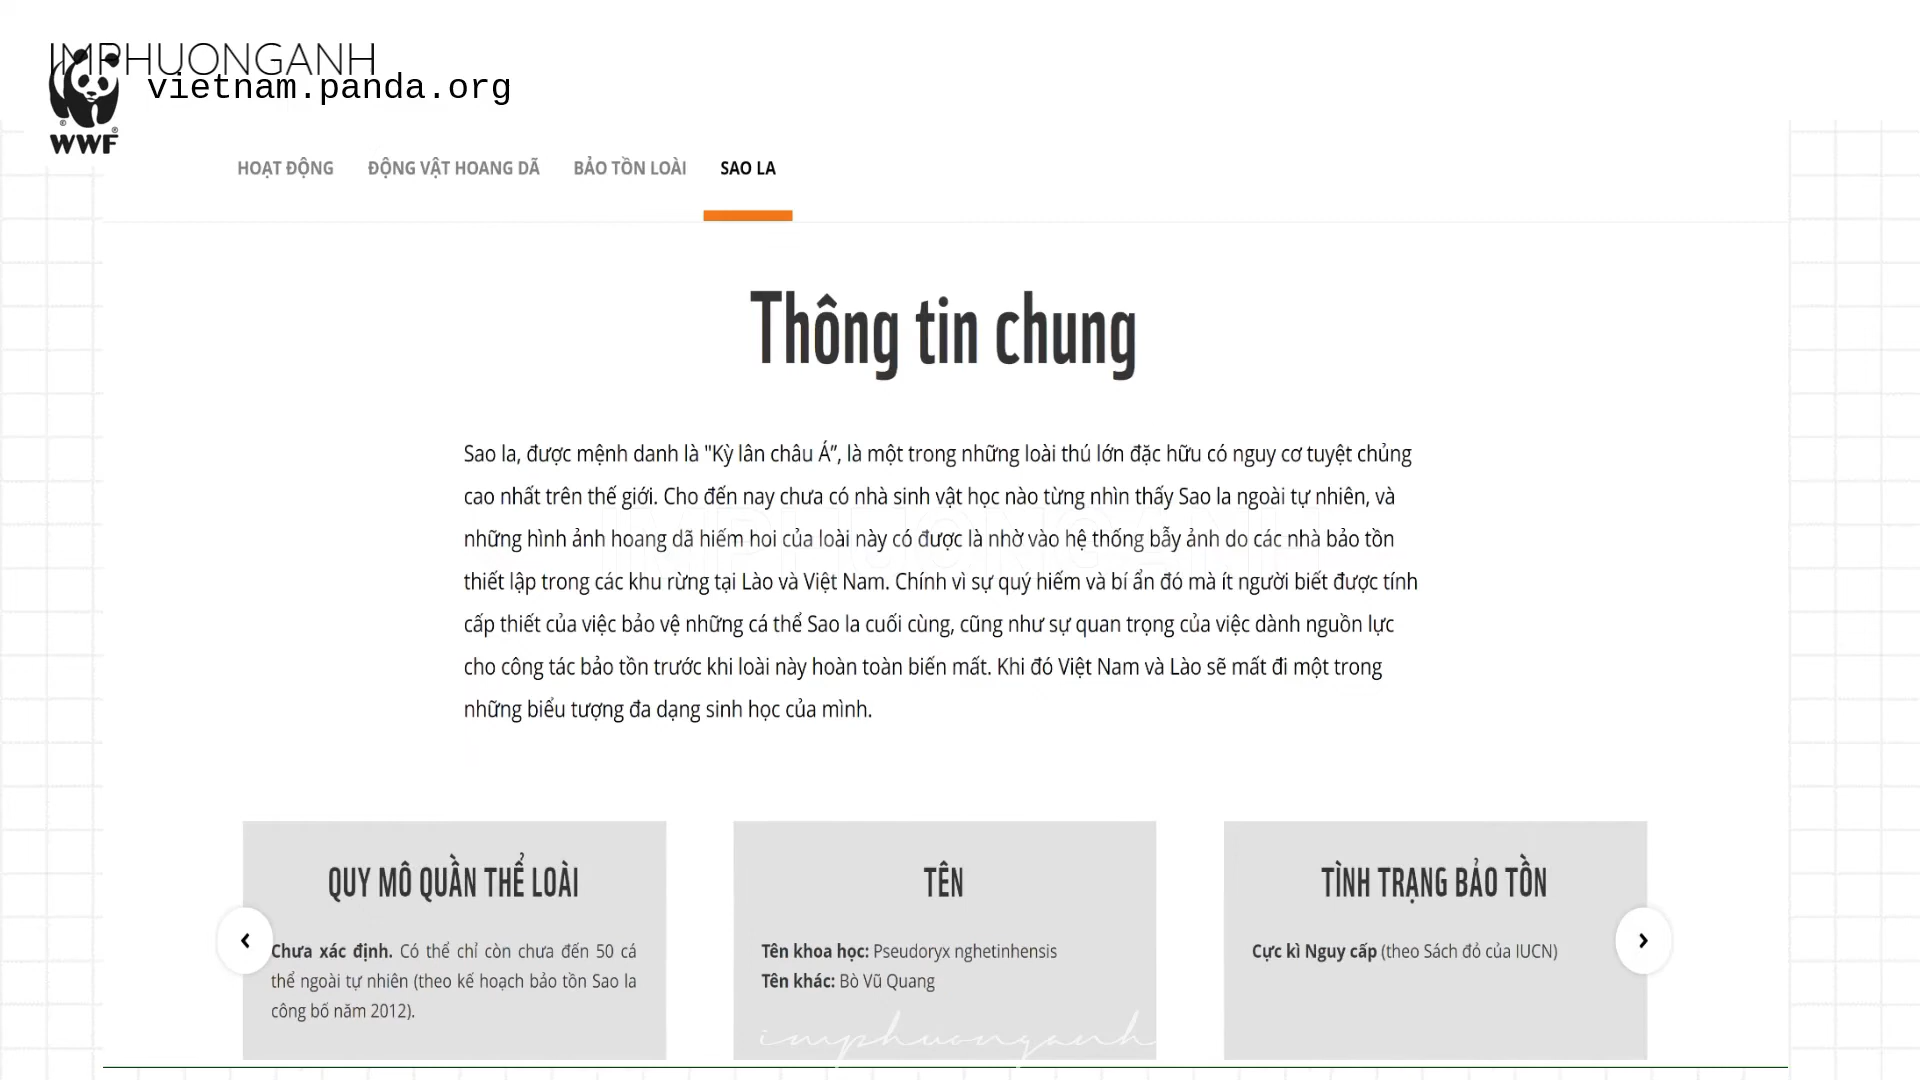 IMPHUONGANH
vietnam.panda.org
WWF
HOẠT ĐỘNG ĐỘNG VẬT HOANG DÃ BẢO TỒN LOÀI SAO LA
Thông tin chung
Sao la, được mệnh danh là "Kỳ lân châu Á”, là một trong những loài thú lớn đặc hữu có nguy cơ tuyệt chủng
cao nhất trên thế giới. Cho đến nay chưa có nhà sinh vật học nào từng nhìn thấy Sao la ngoài tự nhiên, và
những hình ảnh hoang dã hiếm hoi của loài này có được là nhờ vào hệ thống bẫy ảnh do các nhà bảo tồn
thiết lập trong các khu rừng tại Lào và Việt Nam. Chính vì sự quý hiếm và bí ẩn đó mà ít người biết được tính
cấp thiết của việc bảo vệ những cá thể Sao la cuối cùng, cũng như sự quan trọng của việc dành nguồn lực
cho công tác bảo tồn trước khi loài này hoàn toàn biến mất. Khi đó Việt Nam và Lào sẽ mất đi một trong
những biểu tượng đa dạng sinh học của mình.
IMPHUONGANH
QUY MÔ QUẦN THỂ LOÀI
Chưa xác định. Có thể chỉ còn chưa đến 50 cá
thể ngoài tự nhiên (theo kế hoạch bảo tồn Sao la
công bố năm 2012).
TÊN
Tên khoa học: Pseudoryx nghetinhensis
Tên khác: Bò Vũ Quang
imphuonganh
TÌNH TRẠNG BẢO TỒN
Cực kì Nguy cấp (theo Sách đỏ của IUCN)